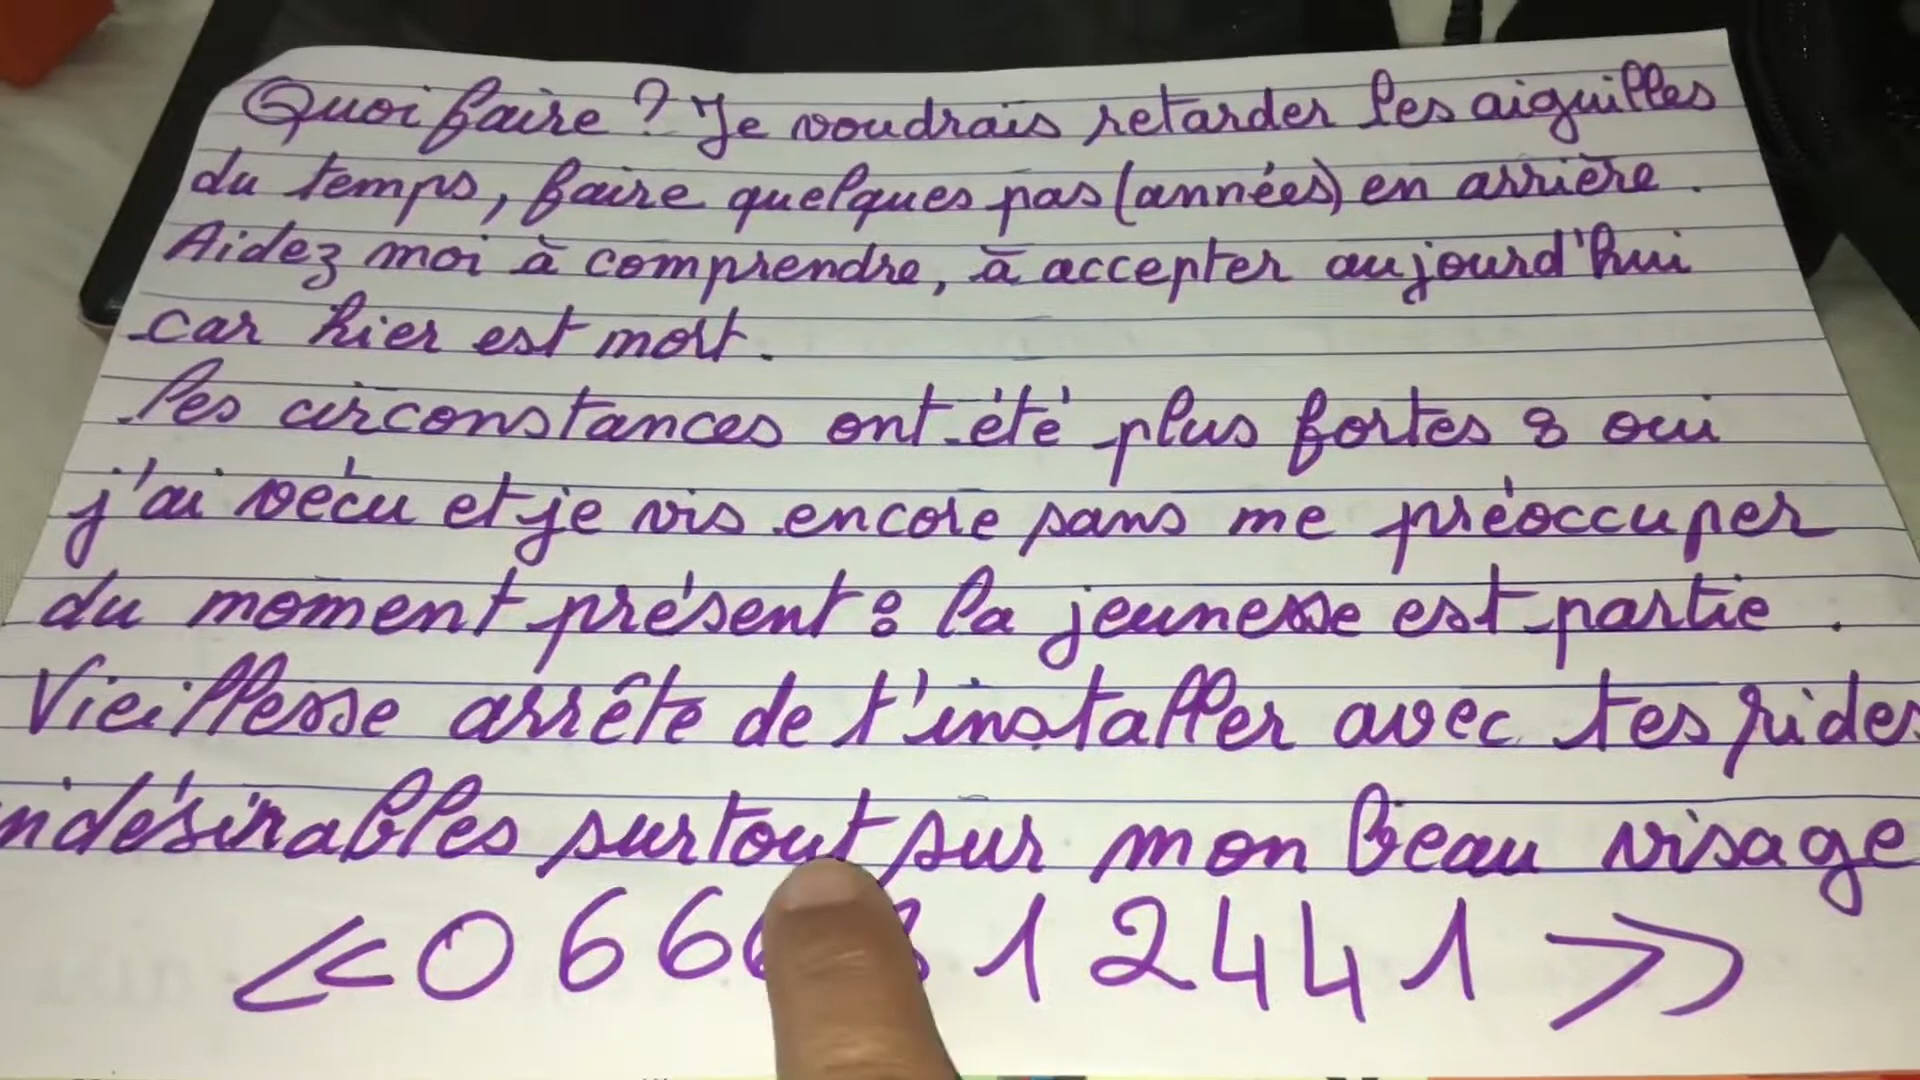 Quoi faire ? Je voudrais retarder les aiguilles
du temps, faire quelques pas (années) en arrière.
Aidez moi à comprendre, à accepter aujourd'hui
car hier est mort.
Les circonstances ont été plus fortes : oui
j'ai vécu et je vis encore sans me préoccuper
du moment présent : la jeunesse est partie.
Vieillesse arrête de t'installer avec tes rides
indésirables surtout sur mon beau visage
<<066 12441>>